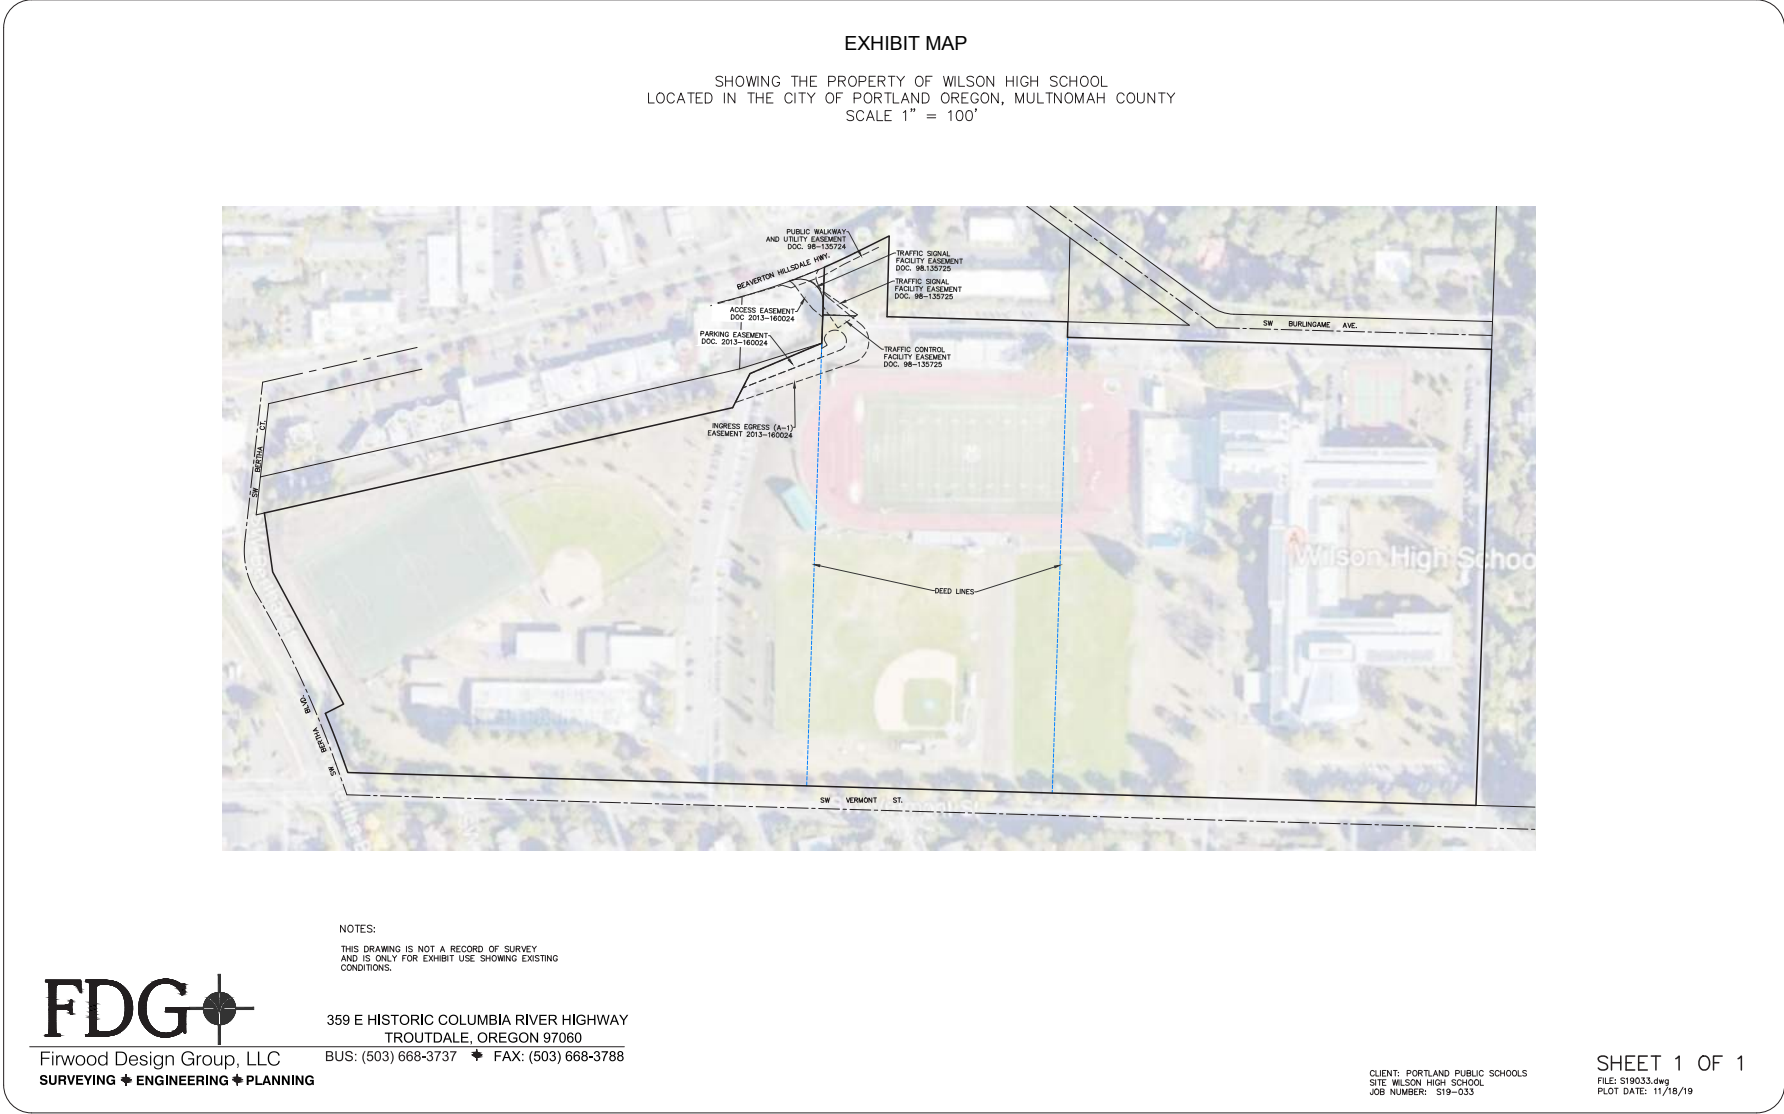 EXHIBIT MAP
SHOWING THE PROPERTY OF WILSON HIGH SCHOOL
LOCATED IN THE CITY OF PORTLAND OREGON, MULTNOMAH COUNTY
SCALE 1" = 100'
PUBLIC WALKWAY
AND UTILITY EASEMENT
DOC. 98-135724
BEAVERTON HILLSDALE HWY.
TRAFFIC SIGNAL
FACILITY EASEMENT
DOC. 98.135725
TRAFFIC SIGNAL
FACILITY EASEMENT
DOC. 98-135725
ACCESS EASEMENT
DOC 2013-160024
PARKING EASEMENT
DOC. 2013-160024
TRAFFIC CONTROL
FACILITY EASEMENT
DOC. 98-135725
SW BURLINGAME AVE.
INGRESS EGRESS (A-1)
EASEMENT 2013-160024
SW BERTHA CT.
Wilson High Schoo
DEED LINES
SW BERTHA BLVD.
SW VERMONT ST.
NOTES:
THIS DRAWING IS NOT A RECORD OF SURVEY
AND IS ONLY FOR EXHIBIT USE SHOWING EXISTING
CONDITIONS.
FDG
Firwood Design Group, LLC
SURVEYING ENGINEERING PLANNING
359 E HISTORIC COLUMBIA RIVER HIGHWAY
TROUTDALE, OREGON 97060
BUS: (503) 668-3737 FAX: (503) 668-3788
CLIENT: PORTLAND PUBLIC SCHOOLS
SITE WILSON HIGH SCHOOL
JOB NUMBER: S19-033
SHEET 1 OF 1
FILE: S19033.dwg
PLOT DATE: 11/18/19